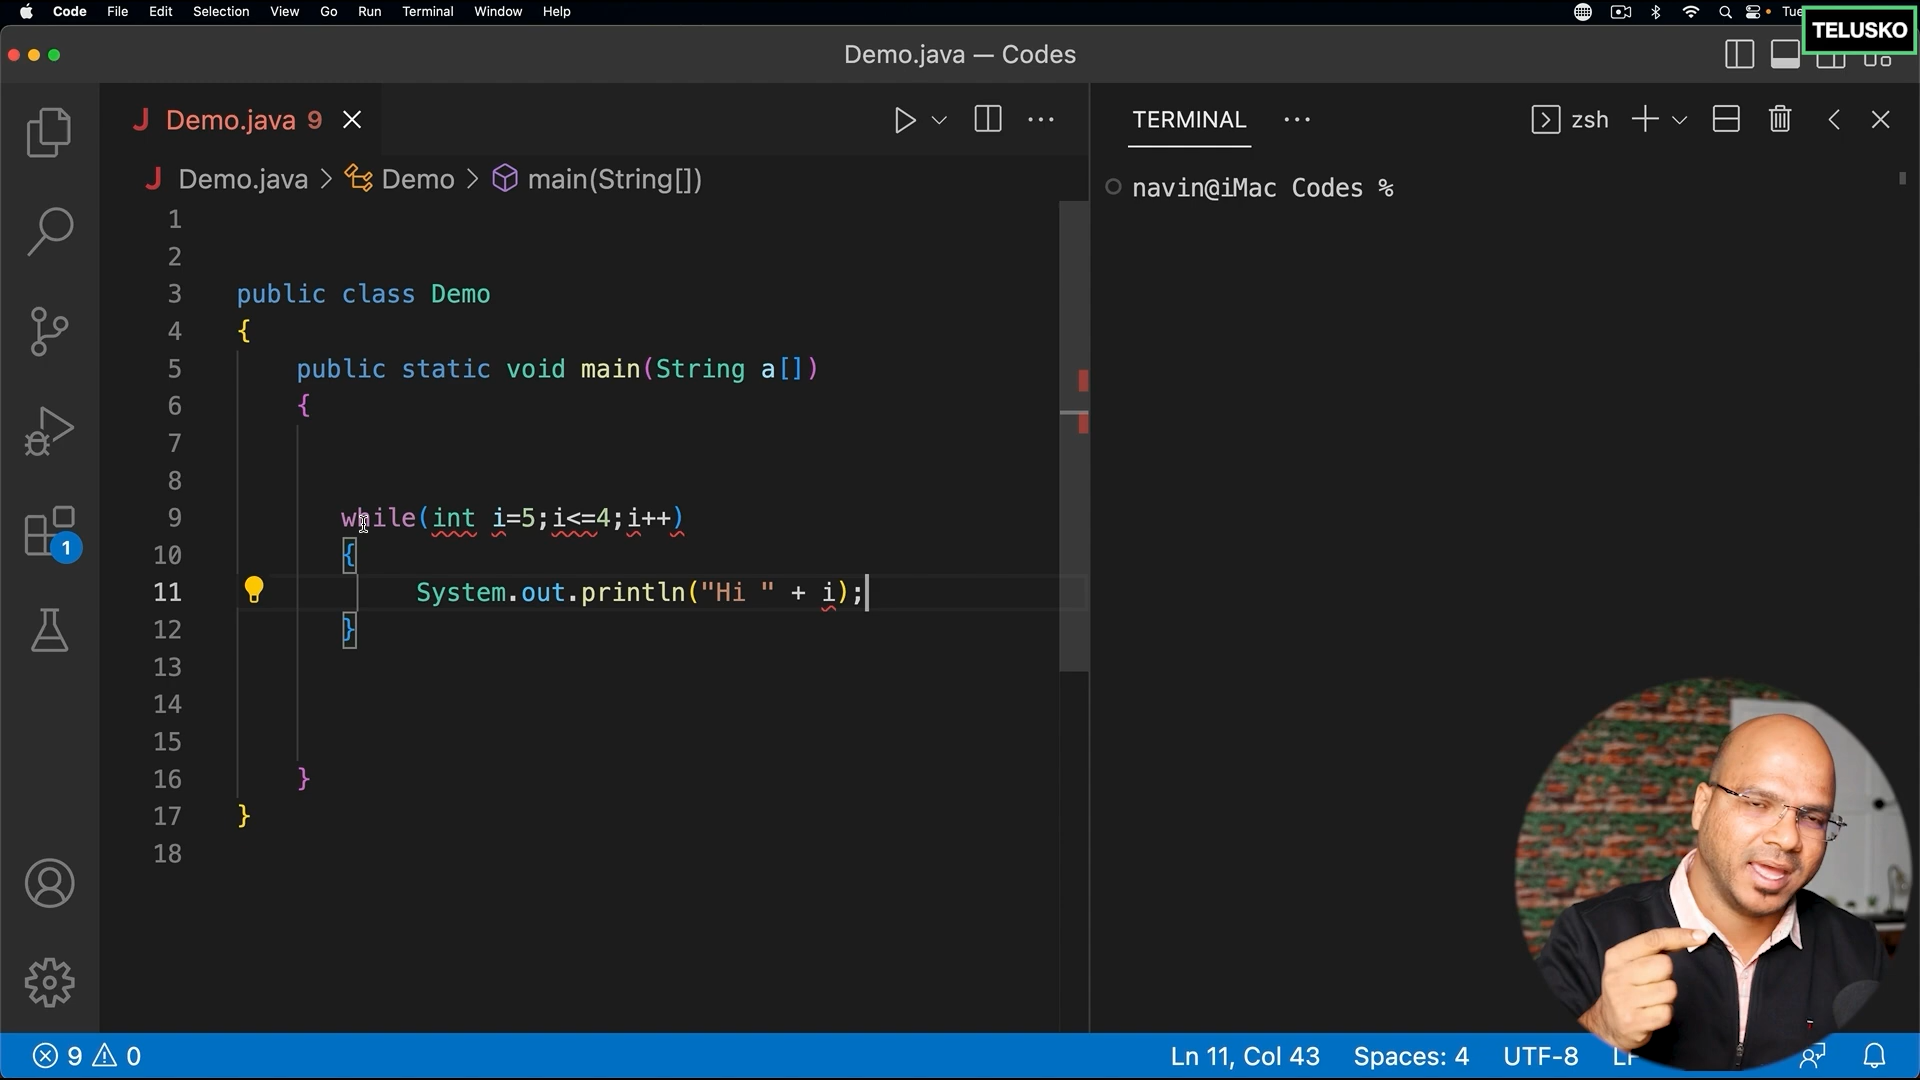 Code File Edit Selection View Go Run Terminal Window Help
Tue
TELUSKO
Demo.java — Codes
J Demo.java 9
TERMINAL
zsh
J Demo.java > Demo > main(String[])
navin@iMac Codes %
1
2
3 public class Demo
4 {
5 public static void main(String a[])
6 {
7
8
9 while(int i=5;i<=4;i++)
10 {
11 System.out.println("Hi " + i);
12 }
13
14
15
16 }
17 }
18
1
9 0
Ln 11, Col 43 Spaces: 4 UTF-8 LF